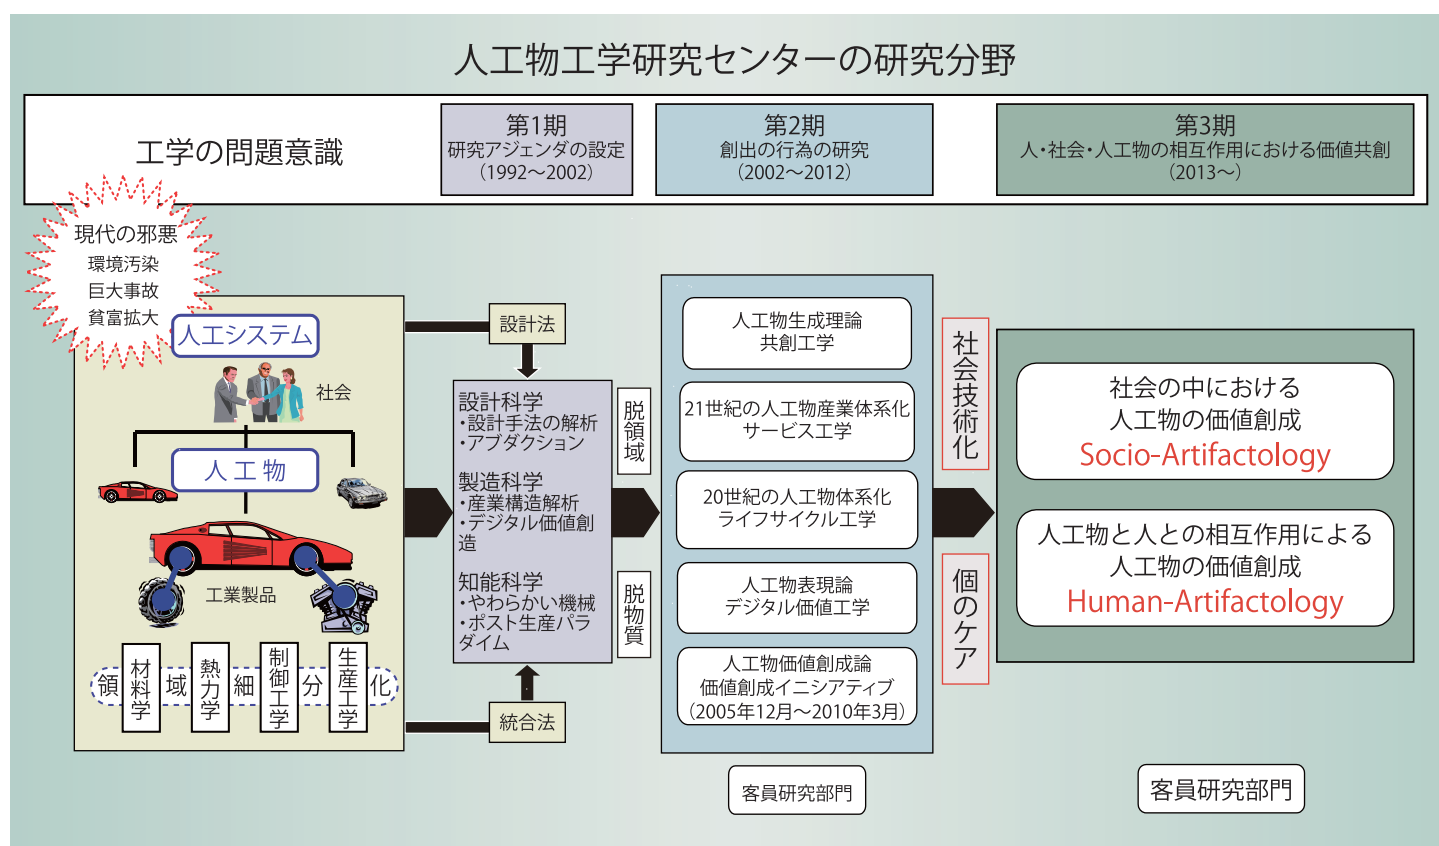 人工物工学研究センターの研究分野
工学の問題意識
第1期
研究アジェンダの設定
（1992～2002）
第2期
創出の行為の研究
（2002～2012）
第3期
人・社会・人工物の相互作用における価値共創
（2013～）
現代の邪悪
環境汚染
巨大事故
貧富拡大
人工システム
社会
人工物
工業製品
領域細分化
材料学
熱力学
制御工学
生産工学
設計法
設計科学
・設計手法の解析
・アブダクション
製造科学
・産業構造解析
・デジタル価値創
造
知能科学
・やわらかい機械
・ポスト生産パラ
ダイム
統合法
脱領域
脱物質
人工物生成理論
共創工学
21世紀の人工物産業体系化
サービス工学
20世紀の人工物体系化
ライフサイクル工学
人工物表現論
デジタル価値工学
人工物価値創成論
価値創成イニシアティブ
（2005年12月～2010年3月）
客員研究部門
社会技術化
個のケア
社会の中における
人工物の価値創成
Socio-Artifactology
人工物と人との相互作用による
人工物の価値創成
Human-Artifactology
客員研究部門